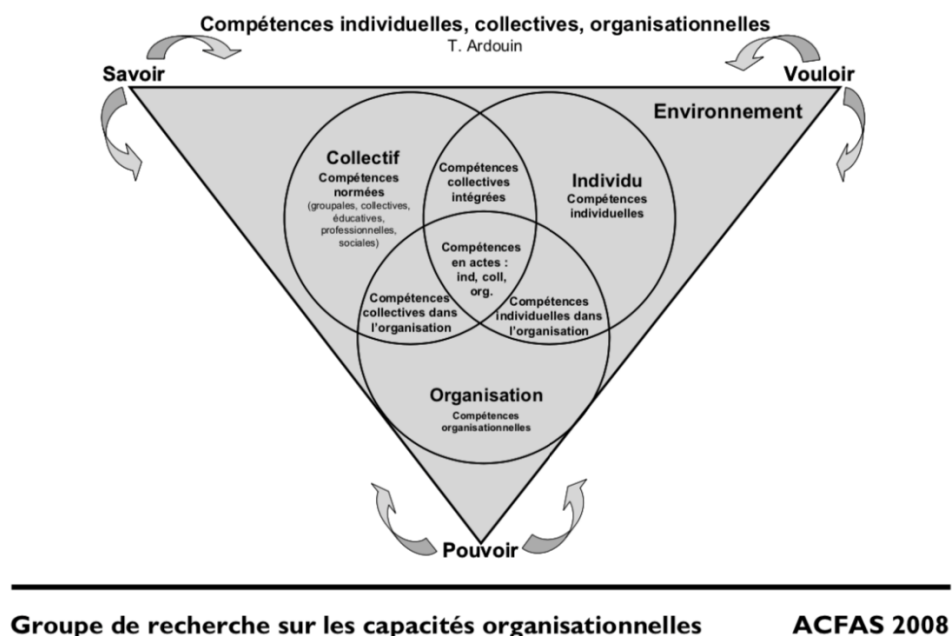 Compétences individuelles, collectives, organisationnelles
T. Ardouin
Savoir
Vouloir
Environnement
Collectif
Compétences
normées
(groupales, collectives,
éducatives,
professionnelles,
sociales)
Compétences
collectives
intégrées
Individu
Compétences
individuelles
Compétences
en actes :
ind, coll,
org.
Compétences
collectives dans
l'organisation
Compétences
individuelles dans
l'organisation
Organisation
Compétences
organisationnelles
Pouvoir
Groupe de recherche sur les capacités organisationnelles
ACFAS 2008